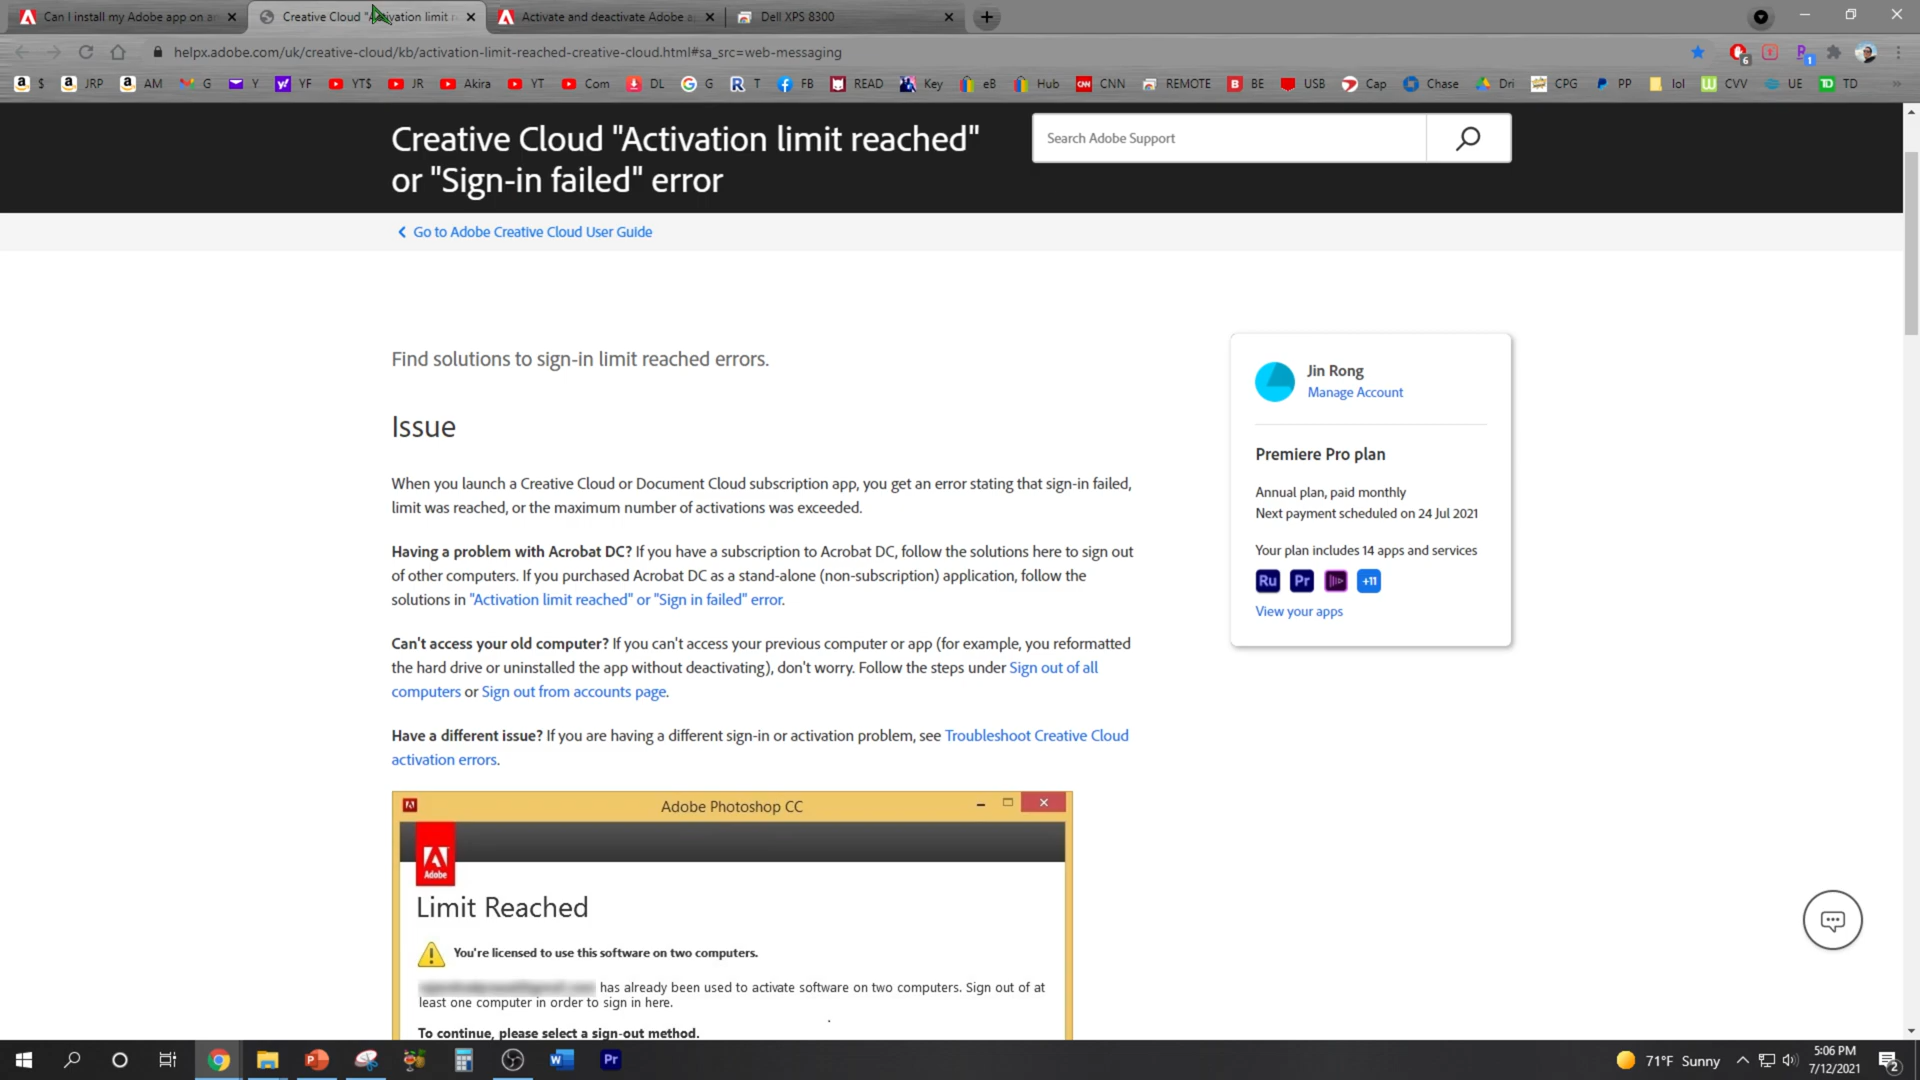 Can I install my Adobe app on a
Creative Cloud "Activation limit r
Activate and deactivate Adobe a
Dell XPS 8300
helpx.adobe.com/uk/creative-cloud/kb/activation-limit-reached-creative-cloud.html#sa_src=web-messaging
$ JRP AM G Y YF YT$ JR Akira YT Com DL G T FB READ Key eB Hub CNN REMOTE BE USB Cap Chase Dri CPG PP lol CVV UE TD
Creative Cloud "Activation limit reached"
or "Sign-in failed" error
Search Adobe Support
Go to Adobe Creative Cloud User Guide
Find solutions to sign-in limit reached errors.
Issue
When you launch a Creative Cloud or Document Cloud subscription app, you get an error stating that sign-in failed,
limit was reached, or the maximum number of activations was exceeded.
Having a problem with Acrobat DC? If you have a subscription to Acrobat DC, follow the solutions here to sign out
of other computers. If you purchased Acrobat DC as a stand-alone (non-subscription) application, follow the
solutions in "Activation limit reached" or "Sign in failed" error.
Can't access your old computer? If you can't access your previous computer or app (for example, you reformatted
the hard drive or uninstalled the app without deactivating), don't worry. Follow the steps under Sign out of all
computers or Sign out from accounts page.
Have a different issue? If you are having a different sign-in or activation problem, see Troubleshoot Creative Cloud
activation errors.
Jin Rong
Manage Account
Premiere Pro plan
Annual plan, paid monthly
Next payment scheduled on 24 Jul 2021
Your plan includes 14 apps and services
Ru Pr +11
View your apps
Adobe Photoshop CC
Adobe
Limit Reached
You're licensed to use this software on two computers.
has already been used to activate software on two computers. Sign out of at
least one computer in order to sign in here.
To continue, please select a sign-out method.
71°F Sunny
5:06 PM
7/12/2021
2